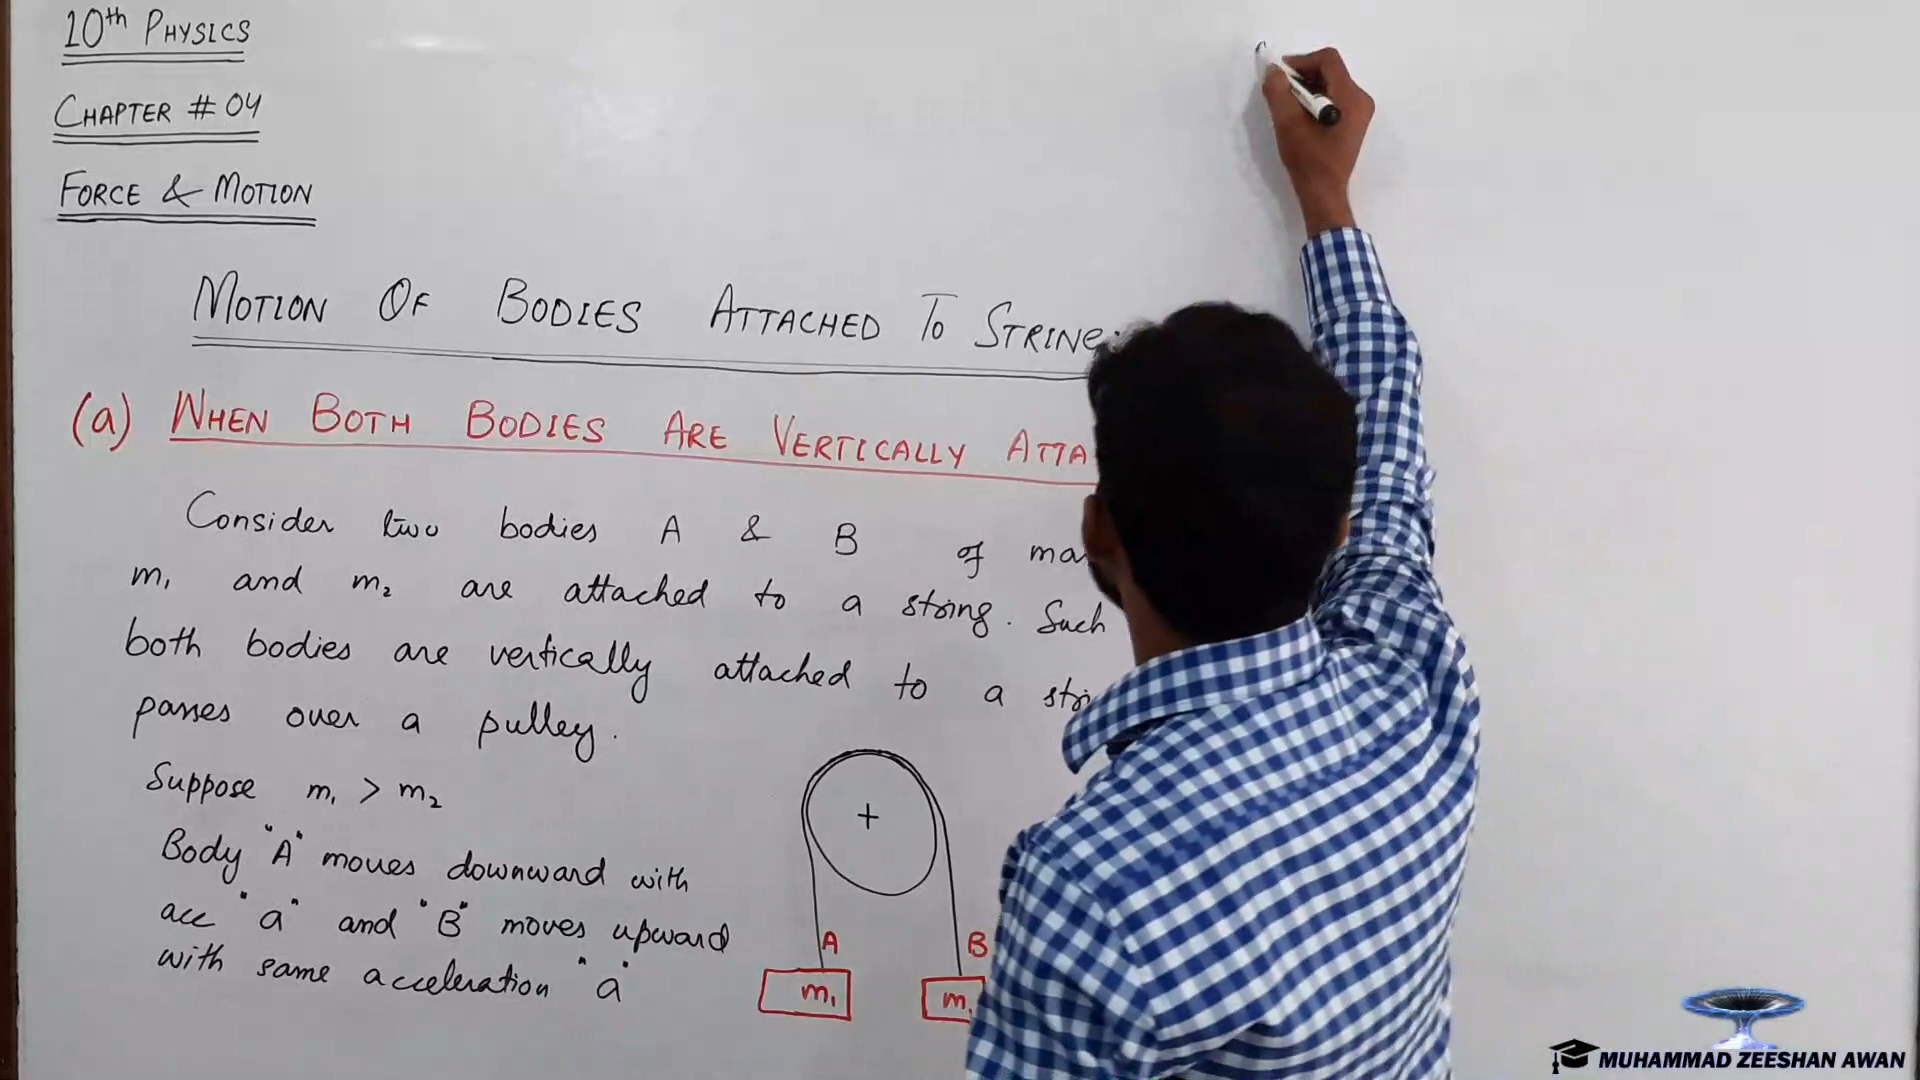 10th PHYSICS
CHAPTER # 04
FORCE & MOTION
MOTION OF BODIES ATTACHED TO STRING
(a) WHEN BOTH BODIES ARE VERTICALLY ATTA
Consider two bodies A & B of mas
m₁ and m₂ are attached to a string. Such
both bodies are vertically attached to a stri
passes over a pulley.
Suppose m₁ > m₂
Body "A" moves downward with
acc "a" and "B" moves upward
with same acceleration "a"
A
B
m₁
m
MUHAMMAD ZEESHAN AWAN